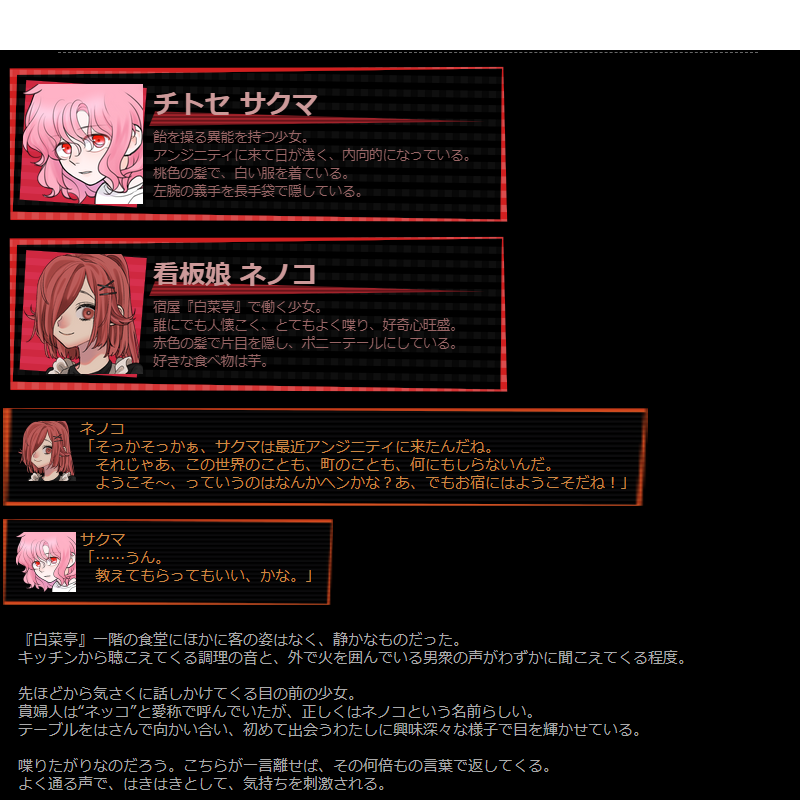 チトセ サクマ
飴を操る異能を持つ少女。
アンジニティに来て日が浅く、内向的になっている。
桃色の髪で、白い服を着ている。
左腕の義手を長手袋で隠している。
看板娘 ネノコ
宿屋『白菜亭』で働く少女。
誰にでも人懐こく、とてもよく喋り、好奇心旺盛。
赤色の髪で片目を隠し、ポニーテールにしている。
好きな食べ物は芋。
ネノコ
「そっかそっかぁ、サクマは最近アンジニティに来たんだね。
それじゃあ、この世界のことも、町のことも、何にもしらないんだ。
ようこそ～、っていうのはなんかヘンかな？あ、でもお宿にはようこそだね！」
サクマ
「……うん。
教えてもらってもいい、かな。」
『白菜亭』一階の食堂にほかに客の姿はなく、静かなものだった。
キッチンから聴こえてくる調理の音と、外で火を囲んでいる男衆の声がわずかに聞こえてくる程度。
先ほどから気さくに話しかけてくる目の前の少女。
貴婦人は“ネッコ”と愛称で呼んでいたが、正しくはネノコという名前らしい。
テーブルをはさんで向かい合い、初めて出会うわたしに興味深々な様子で目を輝かせている。
喋りたがりなのだろう。こちらが一言離せば、その何倍もの言葉で返してくる。
よく通る声で、はきはきとして、気持ちを刺激される。